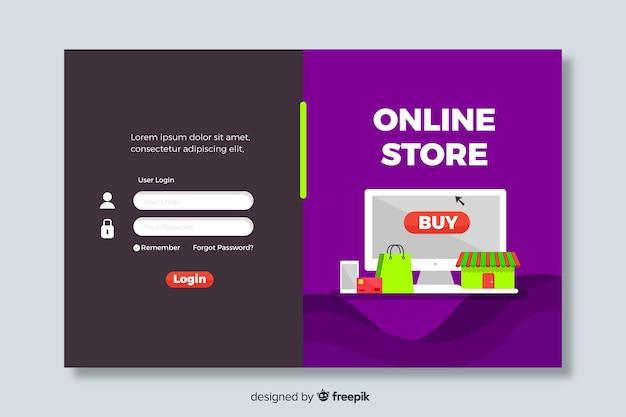 Lorem ipsum dolor sit amet,
consectetur adipiscing elit,
User Login
Your Email
Your Password
Remember Forgot Password?
Login
ONLINE
STORE
BUY
designed by freepik